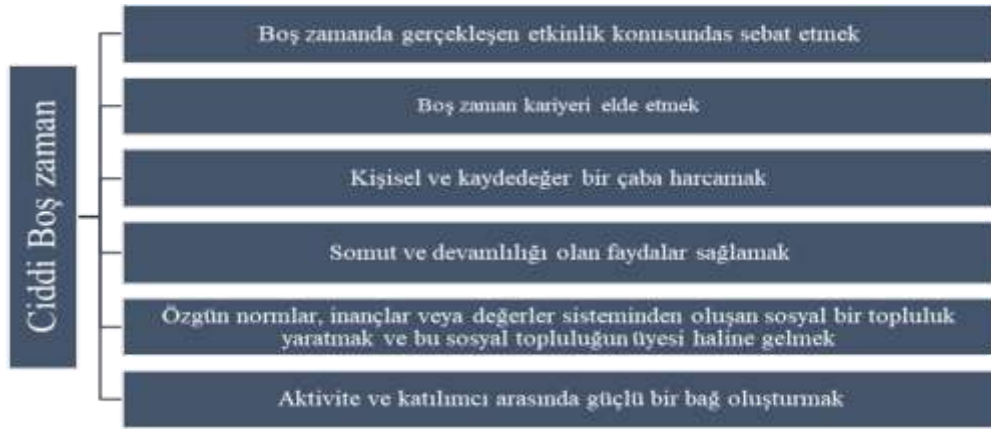 Ciddi Boş zaman
Boş zamanda gerçekleşen etkinlik konusundas sebat etmek
Boş zaman kariyeri elde etmek
Kişisel ve kaydedeğer bir çaba harcamak
Somut ve devamlılığı olan faydalar sağlamak
Özgün normlar, inançlar veya değerler sisteminden oluşan sosyal bir topluluk
yaratmak ve bu sosyal topluluğun üyesi haline gelmek
Aktivite ve katılımcı arasında güçlü bir bağ oluşturmak